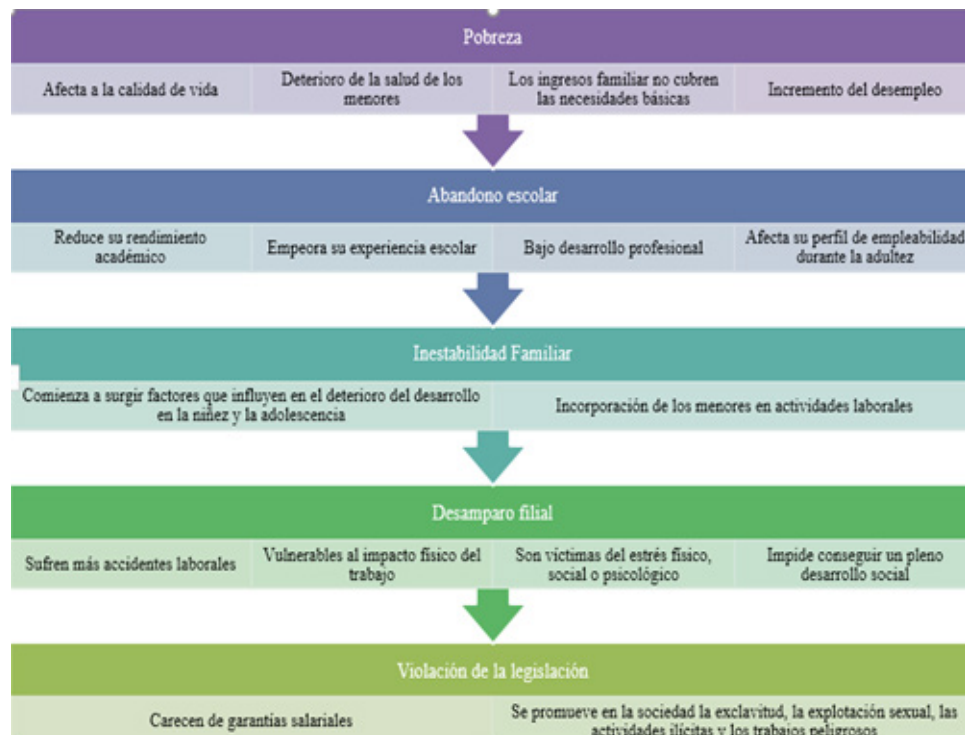 Pobreza
Afecta a la calidad de vida
Deterioro de la salud de los
menores
Los ingresos familiar no cubren
las necesidades básicas
Incremento del desempleo
Abandono escolar
Reduce su rendimiento
académico
Empeora su experiencia escolar
Bajo desarrollo profesional
Afecta su perfil de empleabilidad
durante la adultez
Inestabilidad Familiar
Comienza a surgir factores que influyen en el deterioro del desarrollo
en la niñez y la adolescencia
Incorporación de los menores en actividades laborales
Desamparo filial
Sufren más accidentes laborales
Vulnerables al impacto físico del
trabajo
Son víctimas del estrés físico,
social o psicológico
Impide conseguir un pleno
desarrollo social
Violación de la legislación
Carecen de garantías salariales
Se promueve en la sociedad la exclavitud, la explotación sexual, las
actividades ilícitas y los trabajos peligrosos